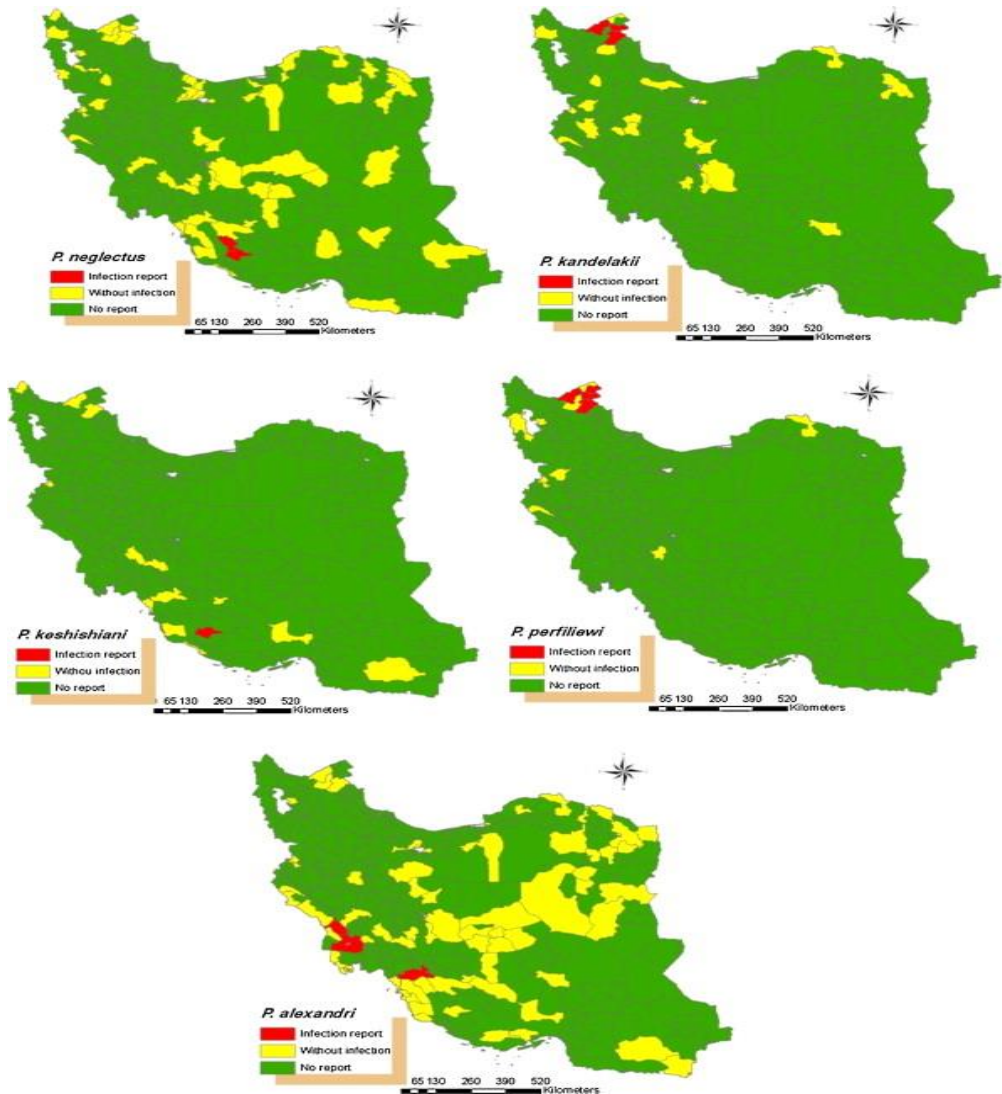 P. neglectus
Infection report
Without infection
No report
65 130 260 390 520
Kilometers
P. kandelakii
Infection report
Without infection
No report
65 130 260 390 520
Kilometers
P. keshishiani
Infection report
Withou infection
No report
65 130 260 390 520
Kilometers
P. perfiliewi
Infection report
Without infection
No report
65 130 260 390 520
Kilometers
P. alexandri
Infection report
Without infection
No report
65 130 260 390 520
Kilometers